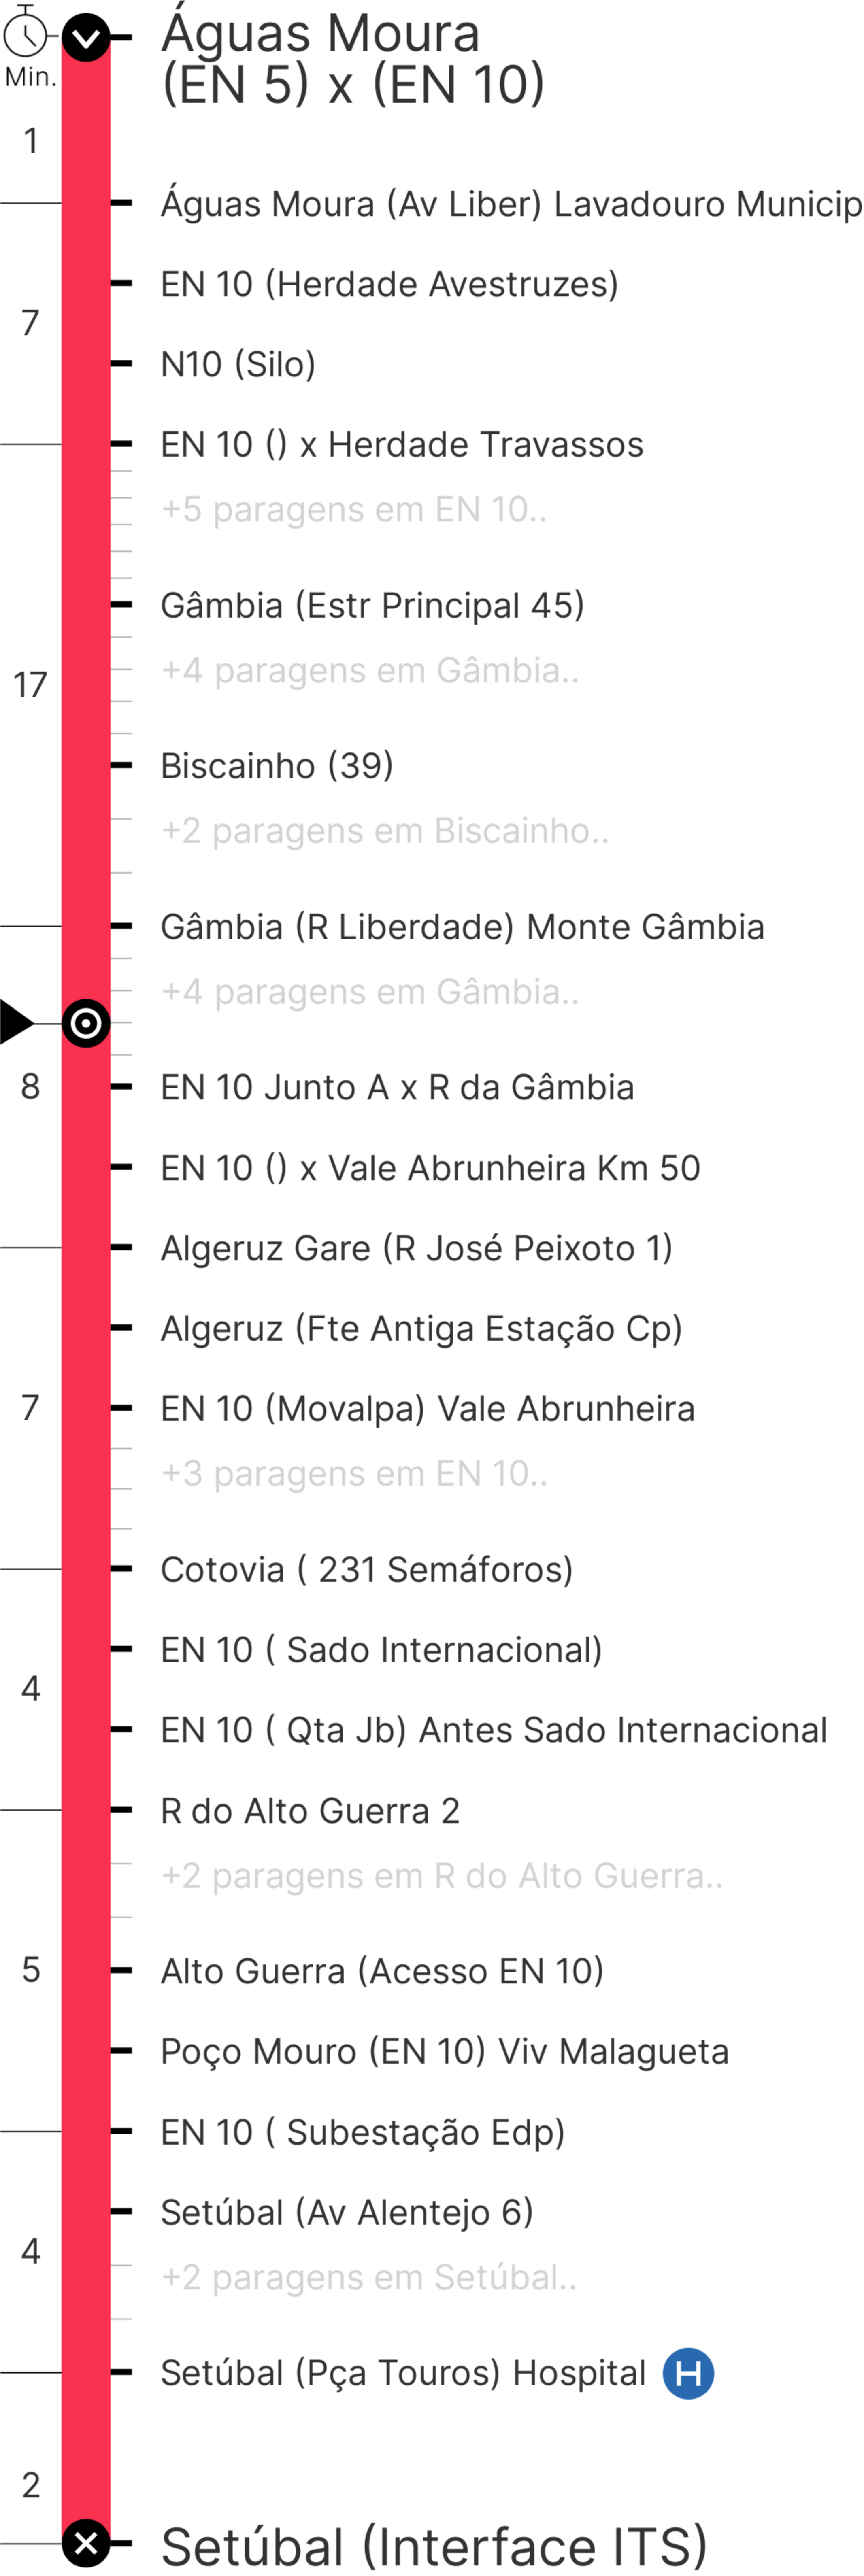 Min.
Águas Moura
(EN 5) x (EN 10)
1
Águas Moura (Av Liber) Lavadouro Municip
EN 10 (Herdade Avestruzes)
7
N10 (Silo)
EN 10 () x Herdade Travassos
+5 paragens em EN 10..
Gâmbia (Estr Principal 45)
+4 paragens em Gâmbia..
17
Biscainho (39)
+2 paragens em Biscainho..
Gâmbia (R Liberdade) Monte Gâmbia
+4 paragens em Gâmbia..
8
EN 10 Junto A x R da Gâmbia
EN 10 () x Vale Abrunheira Km 50
Algeruz Gare (R José Peixoto 1)
Algeruz (Fte Antiga Estação Cp)
7
EN 10 (Movalpa) Vale Abrunheira
+3 paragens em EN 10..
Cotovia ( 231 Semáforos)
EN 10 ( Sado Internacional)
4
EN 10 ( Qta Jb) Antes Sado Internacional
R do Alto Guerra 2
+2 paragens em R do Alto Guerra..
5
Alto Guerra (Acesso EN 10)
Poço Mouro (EN 10) Viv Malagueta
EN 10 ( Subestação Edp)
Setúbal (Av Alentejo 6)
4
+2 paragens em Setúbal..
Setúbal (Pça Touros) Hospital H
2
Setúbal (Interface ITS)